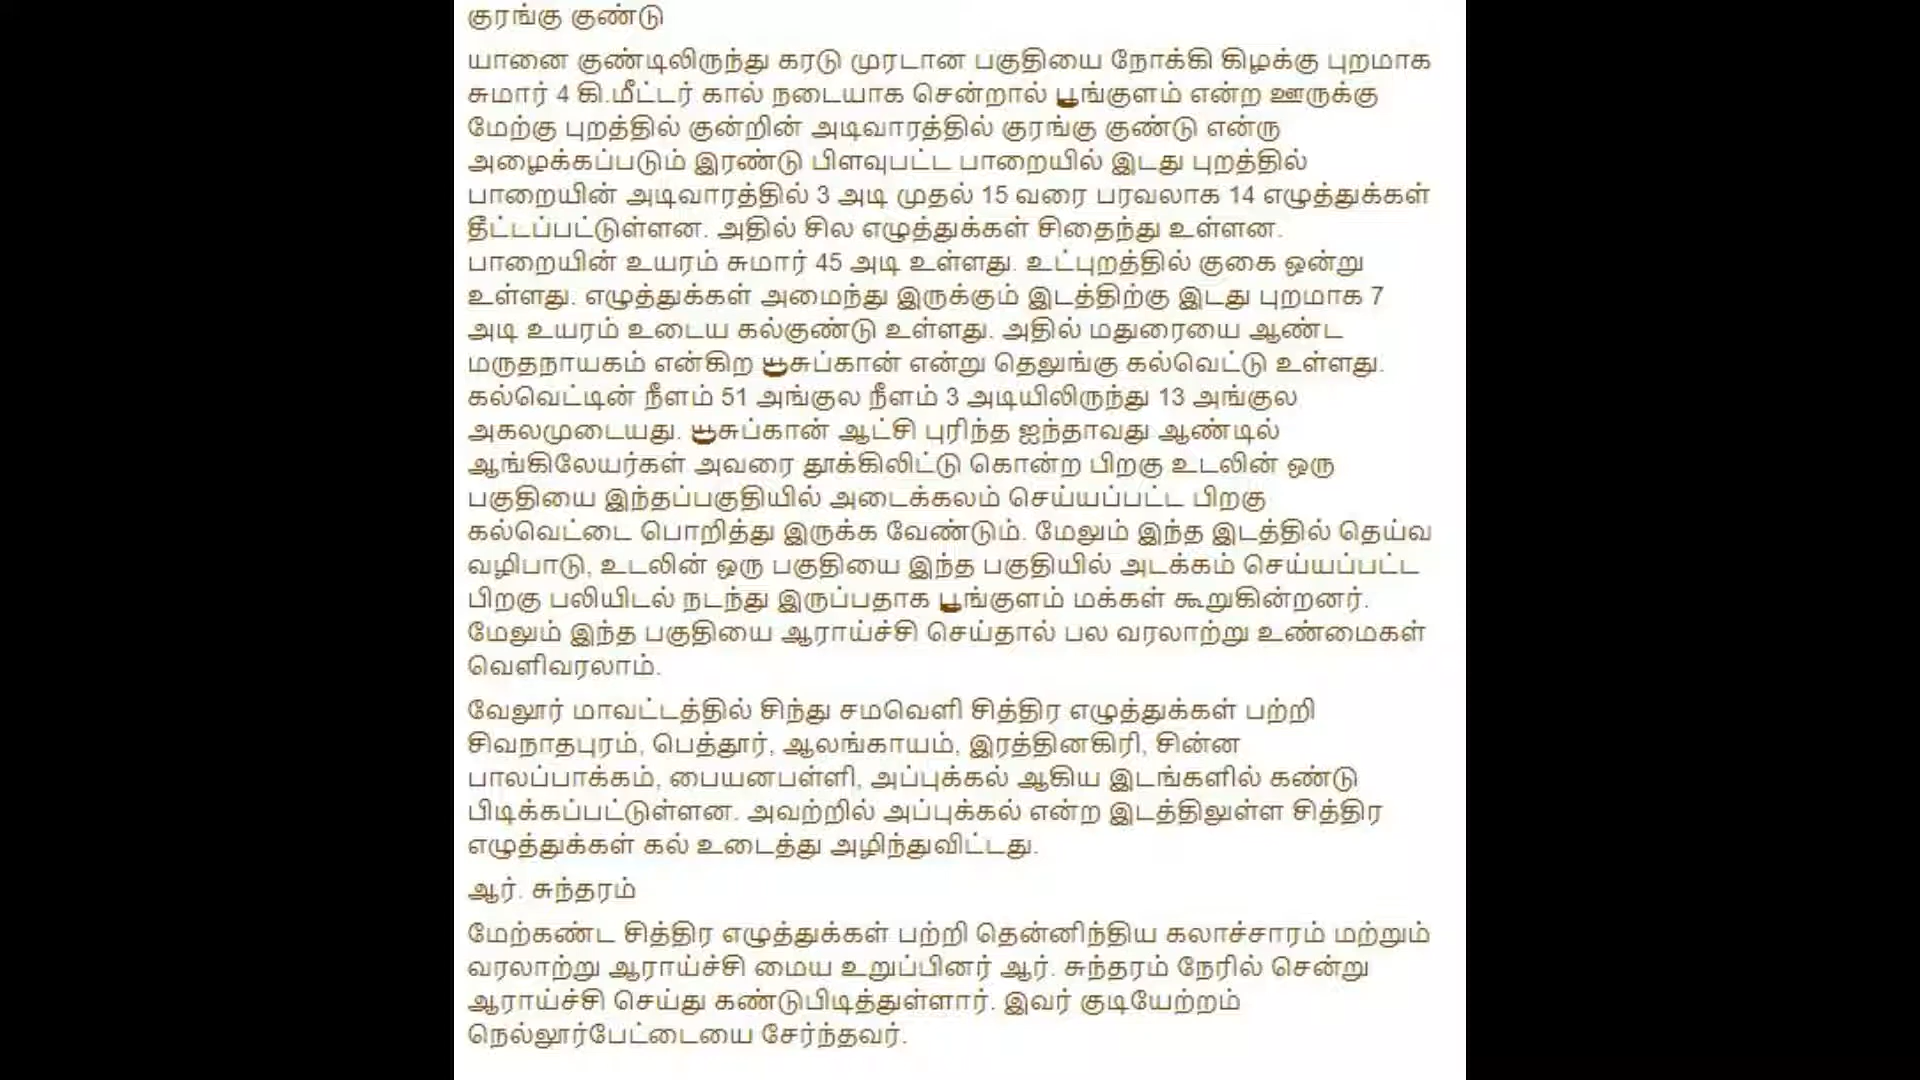 குரங்கு குண்டு
யானை குண்டிலிருந்து கரடு முரடான பகுதியை நோக்கி கிழக்கு புறமாக
சுமார் 4 கி.மீட்டர் கால் நடையாக சென்றால் பூங்குளம் என்ற ஊருக்கு
மேற்கு புறத்தில் குன்றின் அடிவாரத்தில் குரங்கு குண்டு என்ரு
அழைக்கப்படும் இரண்டு பிளவுபட்ட பாறையில் இடது புறத்தில்
பாறையின் அடிவாரத்தில் 3 அடி முதல் 15 வரை பரவலாக 14 எழுத்துக்கள்
தீட்டப்பட்டுள்ளன. அதில் சில எழுத்துக்கள் சிதைந்து உள்ளன.
பாறையின் உயரம் சுமார் 45 அடி உள்ளது. உட்புறத்தில் குகை ஒன்று
உள்ளது. எழுத்துக்கள் அமைந்து இருக்கும் இடத்திற்கு இடது புறமாக 7
அடி உயரம் உடைய கல்குண்டு உள்ளது. அதில் மதுரையை ஆண்ட
மருதநாயகம் என்கிற யூசுப்கான் என்று தெலுங்கு கல்வெட்டு உள்ளது.
கல்வெட்டின் நீளம் 51 அங்குல நீளம் 3 அடியிலிருந்து 13 அங்குல
அகலமுடையது. யூசுப்கான் ஆட்சி புரிந்த ஐந்தாவது ஆண்டில்
ஆங்கிலேயர்கள் அவரை தூக்கிலிட்டு கொன்ற பிறகு உடலின் ஒரு
பகுதியை இந்தப்பகுதியில் அடைக்கலம் செய்யப்பட்ட பிறகு
கல்வெட்டை பொறித்து இருக்க வேண்டும். மேலும் இந்த இடத்தில் தெய்வ
வழிபாடு, உடலின் ஒரு பகுதியை இந்த பகுதியில் அடக்கம் செய்யப்பட்ட
பிறகு பலியிடல் நடந்து இருப்பதாக பூங்குளம் மக்கள் கூறுகின்றனர்.
மேலும் இந்த பகுதியை ஆராய்ச்சி செய்தால் பல வரலாற்று உண்மைகள்
வெளிவரலாம்.
வேலூர் மாவட்டத்தில் சிந்து சமவெளி சித்திர எழுத்துக்கள் பற்றி
சிவநாதபுரம், பெத்தூர், ஆலங்காயம், இரத்தினகிரி, சின்ன
பாலப்பாக்கம், பையனபள்ளி, அப்புக்கல் ஆகிய இடங்களில் கண்டு
பிடிக்கப்பட்டுள்ளன. அவற்றில் அப்புக்கல் என்ற இடத்திலுள்ள சித்திர
எழுத்துக்கள் கல் உடைத்து அழிந்துவிட்டது.
ஆர். சுந்தரம்
மேற்கண்ட சித்திர எழுத்துக்கள் பற்றி தென்னிந்திய கலாச்சாரம் மற்றும்
வரலாற்று ஆராய்ச்சி மைய உறுப்பினர் ஆர். சுந்தரம் நேரில் சென்று
ஆராய்ச்சி செய்து கண்டுபிடித்துள்ளார். இவர் குடியேற்றம்
நெல்லூர்பேட்டையை சேர்ந்தவர்.